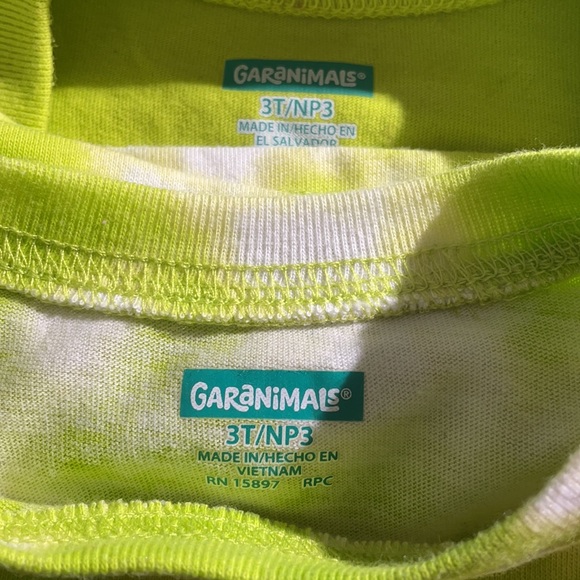 GARANIMALS®
3T/NP3
MADE IN/HECHO EN
EL SALVADOR
GARANIMALS®
3T/NP3
MADE IN/HECHO EN
VIETNAM
RN 15897 RPC